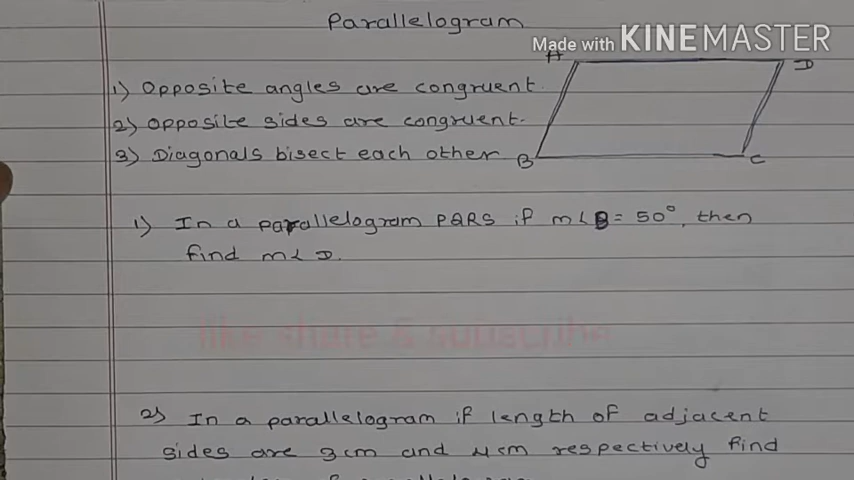 Parallelogram
Made with KINEMASTER
A D
1) Opposite angles are congruent.
2) Opposite sides are congruent.
3) Diagonals bisect each other
B C
1) In a parallelogram PQRS if m∠B = 50°, then
find m∠D.
like share & subscribe
2) In a parallelogram if length of adjacent
sides are 3cm and 4cm respectively find